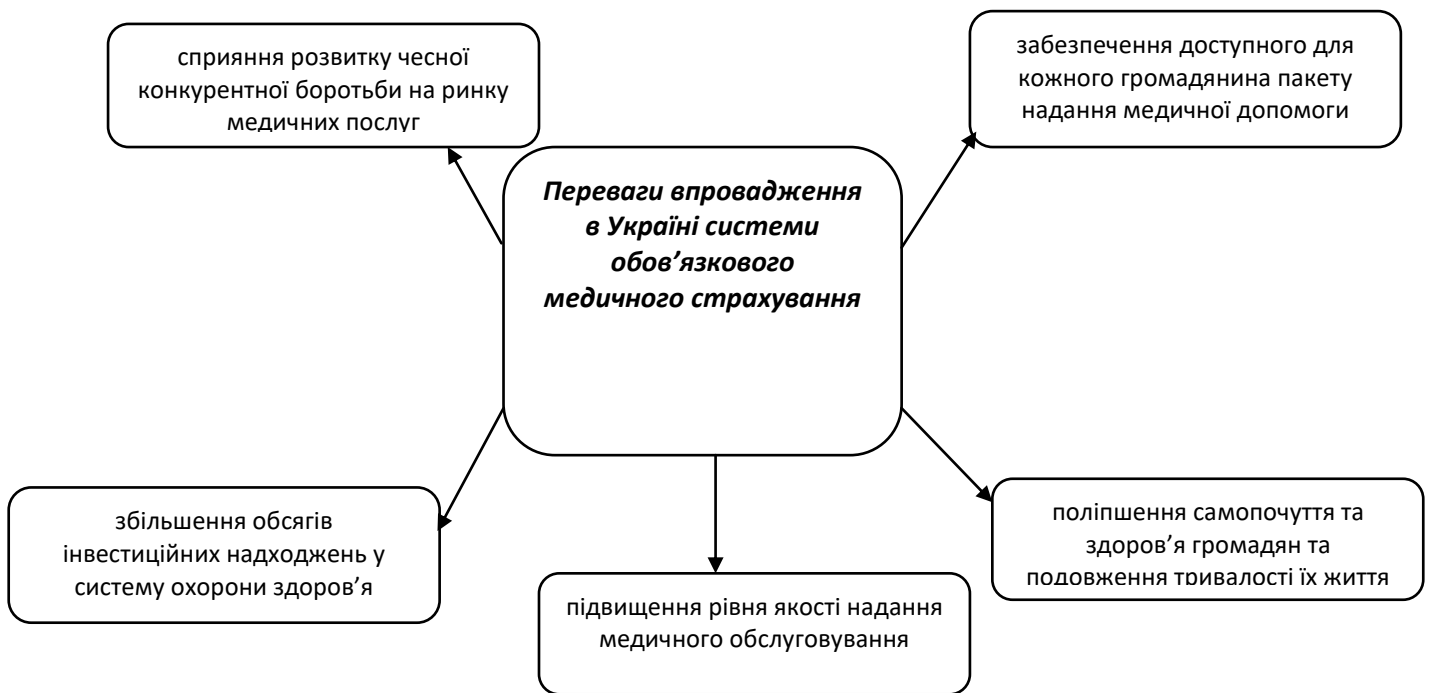 сприяння розвитку чесної
конкурентної боротьби на ринку
медичних послуг
забезпечення доступного для
кожного громадянина пакету
надання медичної допомоги
Переваги впровадження
в Україні системи
обов’язкового
медичного страхування
збільшення обсягів
інвестиційних надходжень у
систему охорони здоров’я
підвищення рівня якості надання
медичного обслуговування
поліпшення самопочуття та
здоров’я громадян та
подовження тривалості їх життя